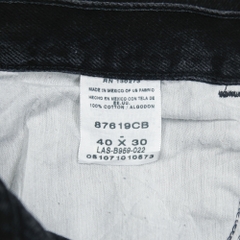 MADE IN MEXICO OF US FABRIC
HECHO EN MEXICO CON TELA DE
EE.UU.
100% COTTON / ALGODON
87619CB
40 X 30
LAS-B959-022